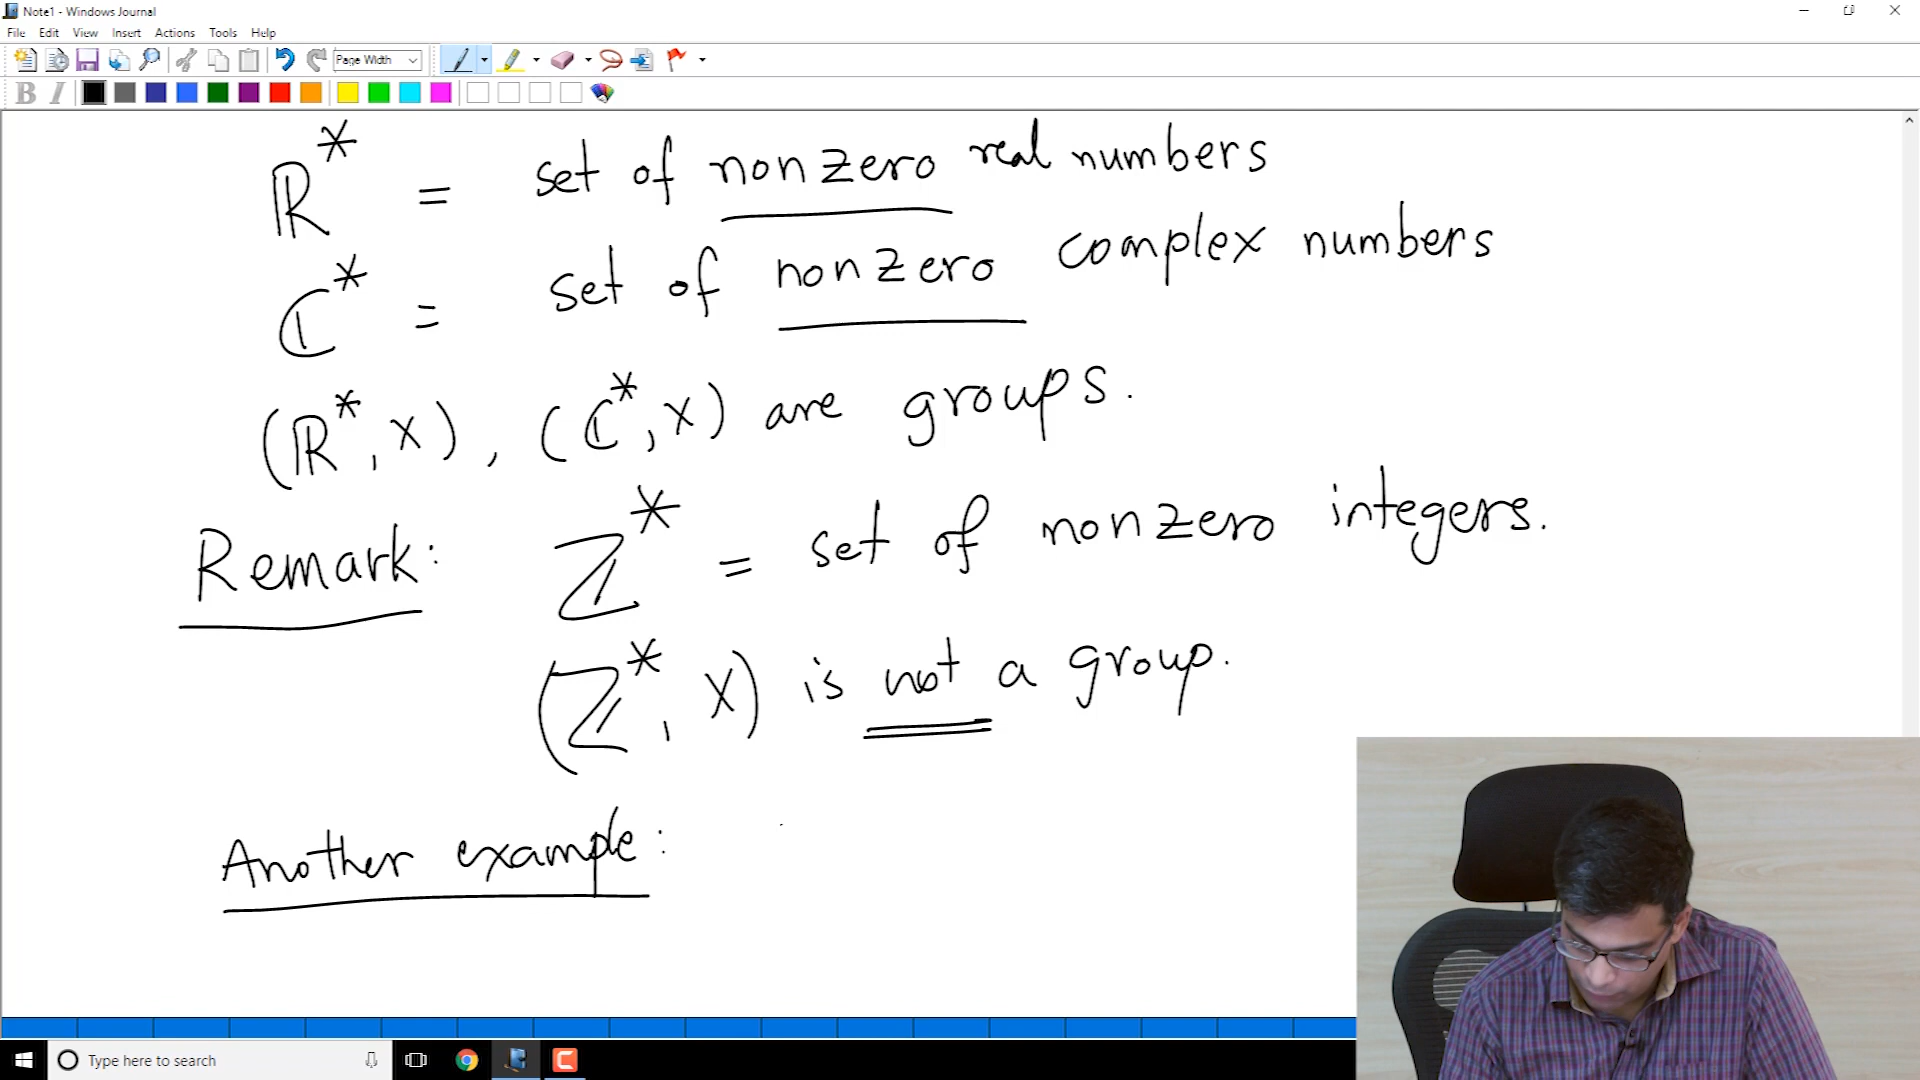 Note1 - Windows Journal
File Edit View Insert Actions Tools Help
Page Width
B I
ℝ* = set of nonzero real numbers
ℂ* = set of nonzero complex numbers
(ℝ*, ×), (ℂ*, ×) are groups.
Remark: ℤ* = set of nonzero integers.
(ℤ*, ×) is not a group.
Another example:
Type here to search